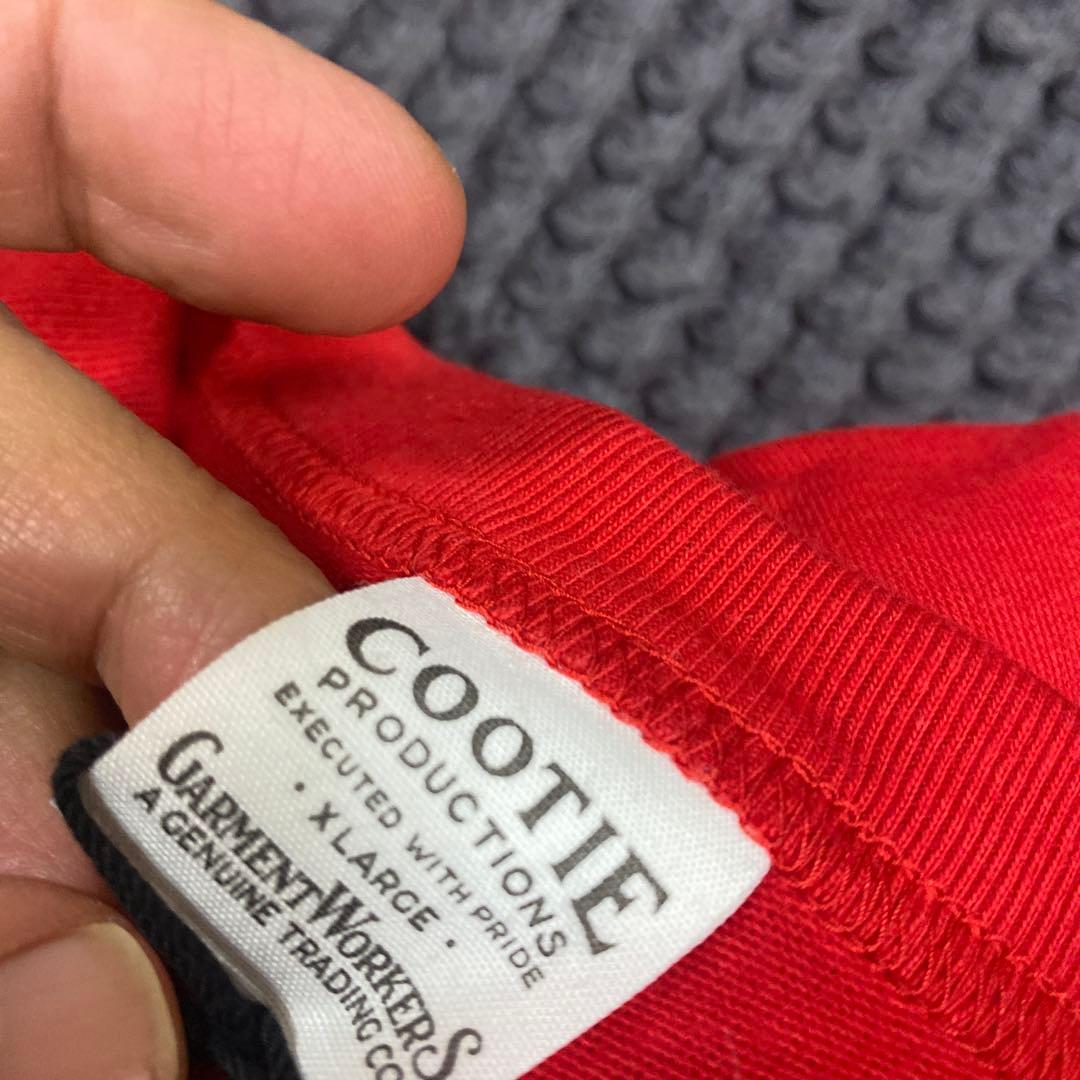 COOTIE
PRODUCTIONS
EXECUTED WITH PRIDE
· XLARGE ·
GARMENTWORKERS
A GENUINE TRADING CO